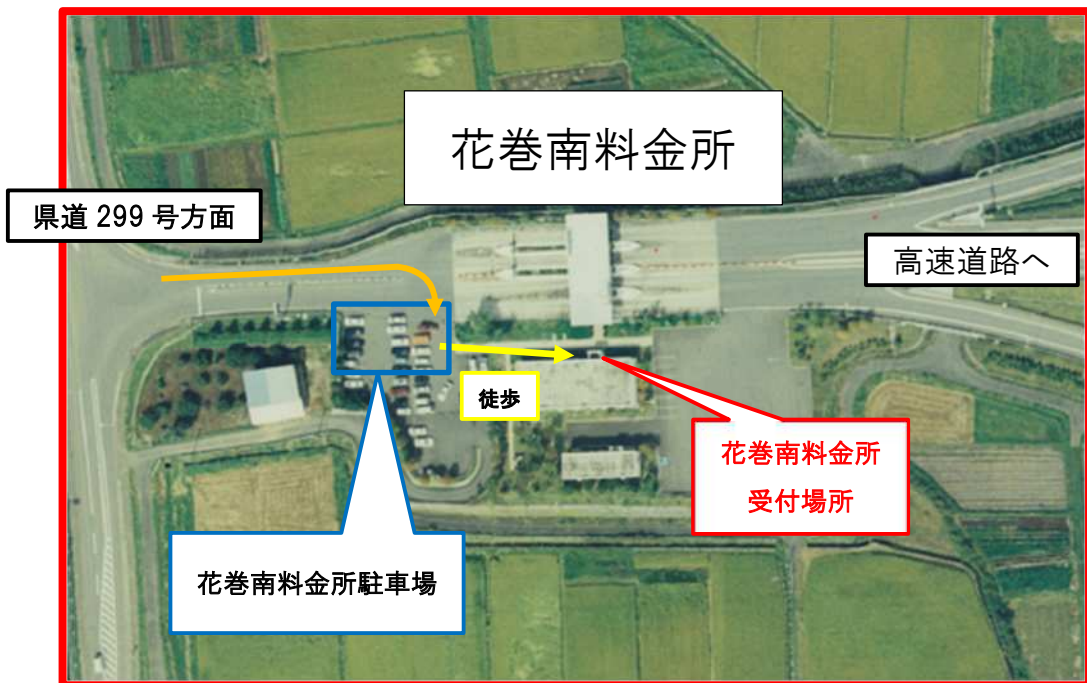 花巻南料金所
県道 299 号方面
高速道路へ
徒歩
花巻南料金所
受付場所
花巻南料金所駐車場